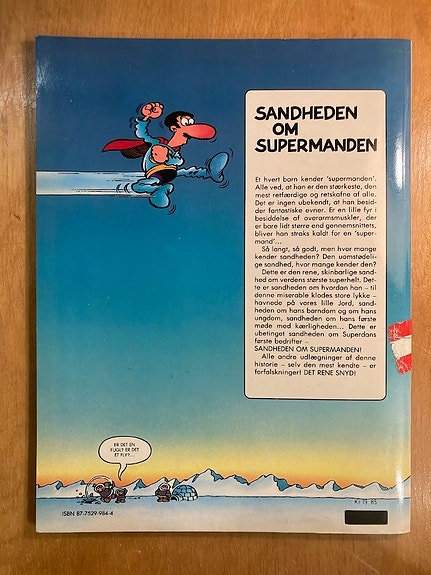 SANDHEDEN
OM
SUPERMANDEN
Et hvert barn kender 'supermanden'.
Alle ved, at han er den stærkeste, den
mest retfærdige og retskafne af alle.
Det er ingen ubekendt, at han besid-
der fantastiske evner. Er en lille fyr i
besiddelse af overarmsmuskler, der
er bare lidt større end gennemsnittets,
bliver han straks kaldt for en 'super-
mand'...
Så langt, så godt, men hvor mange
kender sandheden? Den uomstødeli-
ge sandhed, hvor mange kender den?
Dette er den rene, skinbarlige sand-
hed om verdens største superhelt. Det-
te er sandheden om hvordan han – til
denne miserable klodes store lykke –
havnede på vores lille Jord, sandhe-
den om hans barndom og om hans
ungdom, sandheden om hans første
møde med kærligheden... Dette er
ubetinget sandheden om Superdans
første bedrifter –
SANDHEDEN OM SUPERMANDEN!
Alle andre udlægninger af denne
historie – selv den mest kendte – er
forfalskninger! DET RENE SNYD!
ER DET EN
FUGL? ER DET
ET FLY?...
ISBN 87-7529-984-4